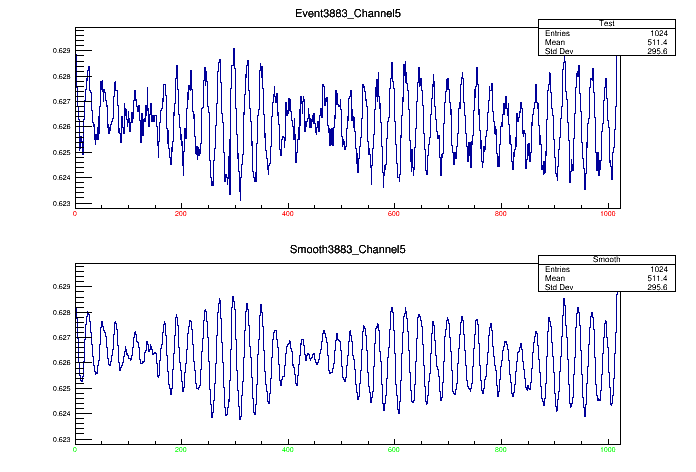 Event3883_Channel5
Test
Entries 1024
Mean 511.4
Std Dev 295.6
0.629
0.628
0.627
0.626
0.625
0.624
0.623
0 200 400 600 800 1000
Smooth3883_Channel5
Smooth
Entries 1024
Mean 511.4
Std Dev 295.6
0.629
0.628
0.627
0.626
0.625
0.624
0.623
0 200 400 600 800 1000